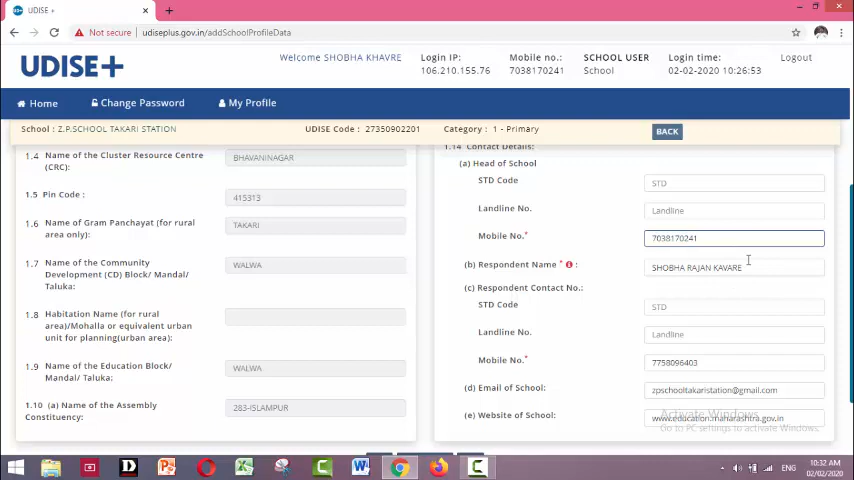 UDISE +
Not secure | udiseplus.gov.in/addSchoolProfileData
UDISE+
Welcome SHOBHA KHAVRE
Login IP:
106.210.155.76
Mobile no.:
7038170241
SCHOOL USER
School
Login time:
02-02-2020 10:26:53
Logout
Home
Change Password
My Profile
School : Z.P.SCHOOL TAKARI STATION
UDISE Code : 27350902201
Category : 1 - Primary
BACK
1.4 Name of the Cluster Resource Centre (CRC):
BHAVANINAGAR
1.5 Pin Code :
415313
1.6 Name of Gram Panchayat (for rural area only):
TAKARI
1.7 Name of the Community Development (CD) Block/ Mandal/ Taluka:
WALWA
1.8 Habitation Name (for rural area)/Mohalla or equivalent urban unit for planning(urban area):
1.9 Name of the Education Block/ Mandal/ Taluka:
WALWA
1.10 (a) Name of the Assembly Constituency:
283-ISLAMPUR
1.14 Contact Details:
(a) Head of School
STD Code
STD
Landline No.
Landline
Mobile No.*
7038170241
(b) Respondent Name * :
SHOBHA RAJAN KAVARE
(c) Respondent Contact No.:
STD Code
STD
Landline No.
Landline
Mobile No.*
7758096403
(d) Email of School:
zpschooltakaristation@gmail.com
(e) Website of School:
www.education.maharashtra.gov.in
Activate Windows
Go to PC settings to activate Windows.
ENG
10:32 AM
02/02/2020